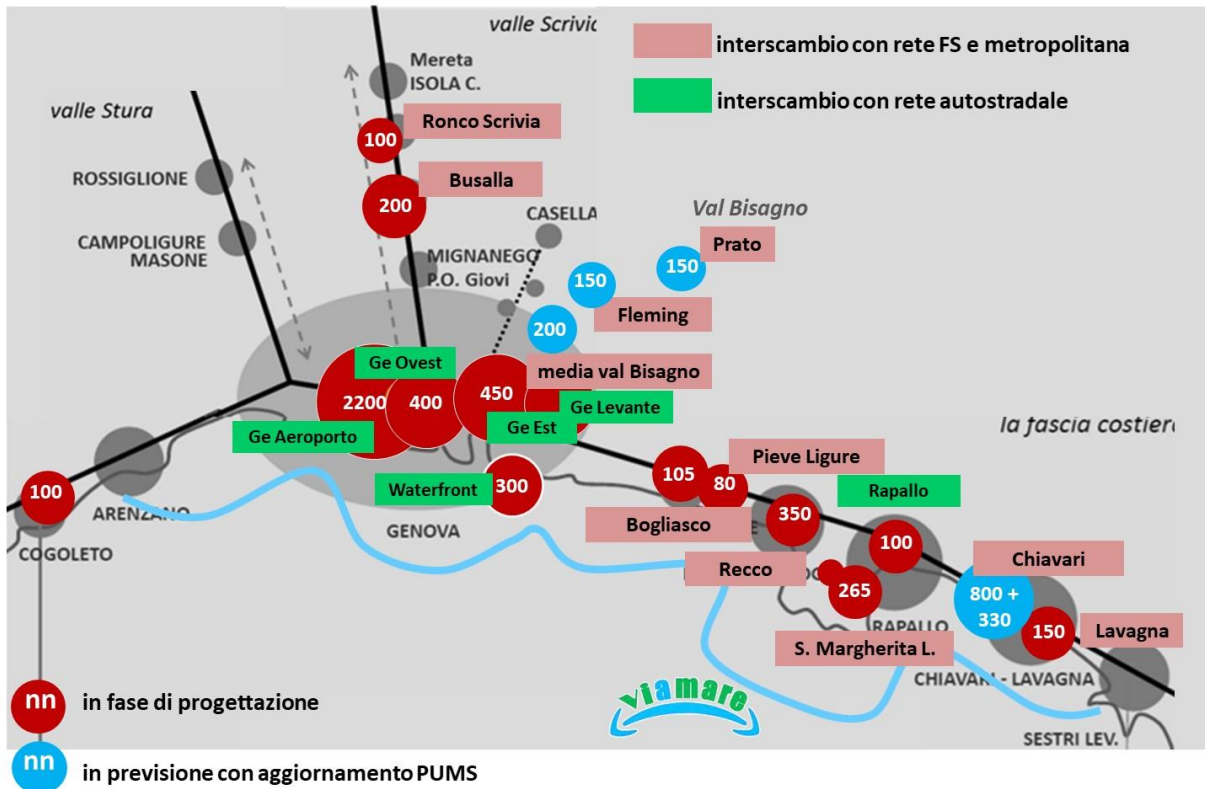 valle Scrivia
interscambio con rete FS e metropolitana
interscambio con rete autostradale
Mereta
ISOLA C.
valle Stura
Ronco Scrivia
100
ROSSIGLIONE
Busalla
200
CASELLA
Val Bisagno
Prato
CAMPOLIGURE
MASONE
MIGNANEGO
P.O. Giovi
150
150
Fleming
200
Ge Ovest
media val Bisagno
450
2200
400
Ge Levante
Ge Est
Ge Aeroporto
la fascia costiera
Pieve Ligure
105
80
Rapallo
100
Waterfront
300
ARENZANO
GENOVA
350
Bogliasco
COGOLETO
100
Chiavari
Recco
265
800 +
330
RAPALLO
150
Lavagna
S. Margherita L.
CHIAVARI - LAVAGNA
viamare
nn
in fase di progettazione
SESTRI LEV.
nn
in previsione con aggiornamento PUMS